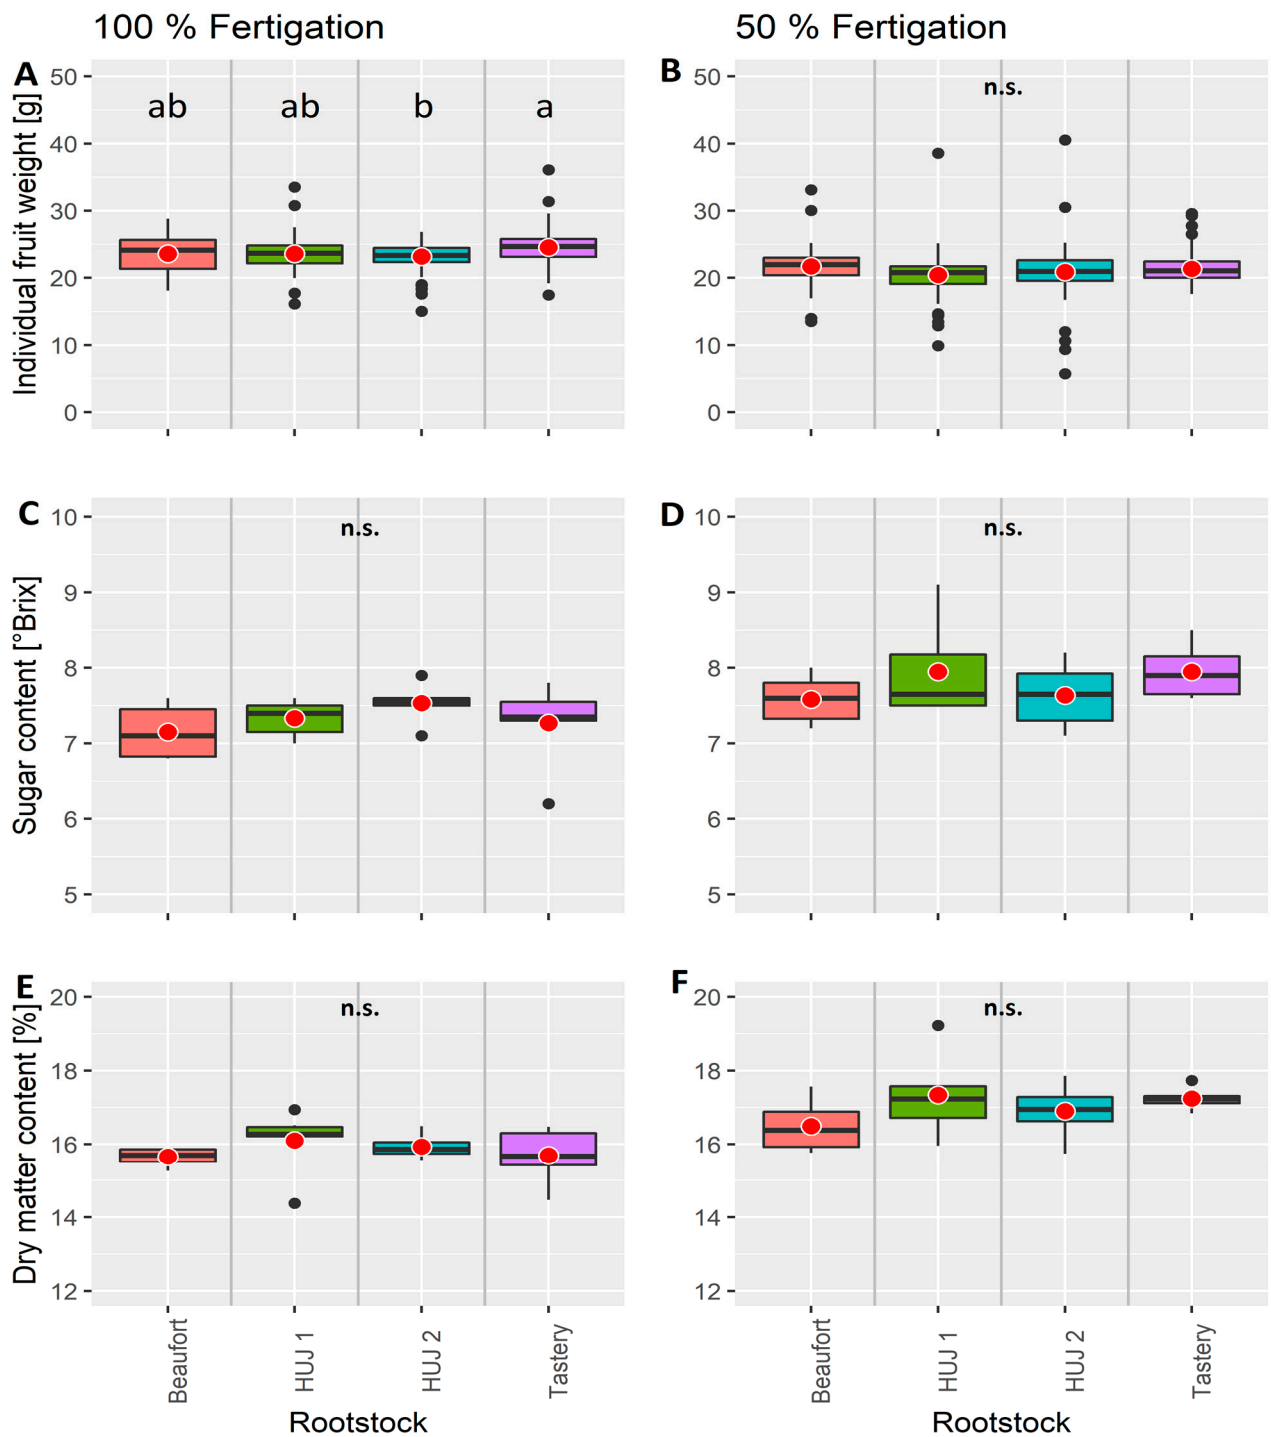 100 % Fertigation
50 % Fertigation
A
Individual fruit weight [g]
50
40
30
20
10
0
ab
ab
b
a
B
50
40
30
20
10
0
n.s.
C
Sugar content [°Brix]
10
9
8
7
6
5
n.s.
D
10
9
8
7
6
5
n.s.
E
Dry matter content [%]
20
18
16
14
12
n.s.
F
20
18
16
14
12
n.s.
Beaufort
HUJ 1
HUJ 2
Tastery
Rootstock
Beaufort
HUJ 1
HUJ 2
Tastery
Rootstock